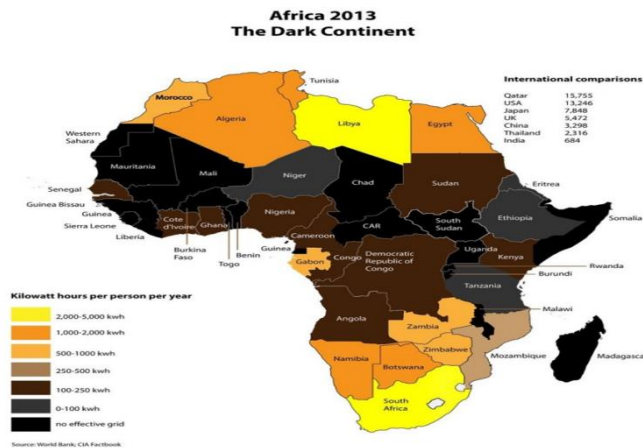 Africa 2013
The Dark Continent
International comparisons
Qatar 15,755
USA 13,246
Japan 7,848
UK 5,472
China 3,298
Thailand 2,316
India 684
Tunisia
Morocco
Algeria
Libya
Egypt
Western
Sahara
Mauritania
Mali
Niger
Chad
Sudan
Eritrea
Senegal
Guinea Bissau
Guinea
Sierra Leone
Liberia
Cote
d'Ivoire
Ghana
Burkina
Faso
Togo
Benin
Nigeria
Cameroon
CAR
South
Sudan
Ethiopia
Somalia
Guinea
Gabon
Congo
Democratic
Republic of
Congo
Uganda
Kenya
Rwanda
Burundi
Tanzania
Malawi
Angola
Zambia
Zimbabwe
Mozambique
Madagascar
Namibia
Botswana
South
Africa
Kilowatt hours per person per year
2,000-5,000 kwh
1,000-2,000 kwh
500-1000 kwh
250-500 kwh
100-250 kwh
0-100 kwh
no effective grid
Source: World Bank, CIA Factbook